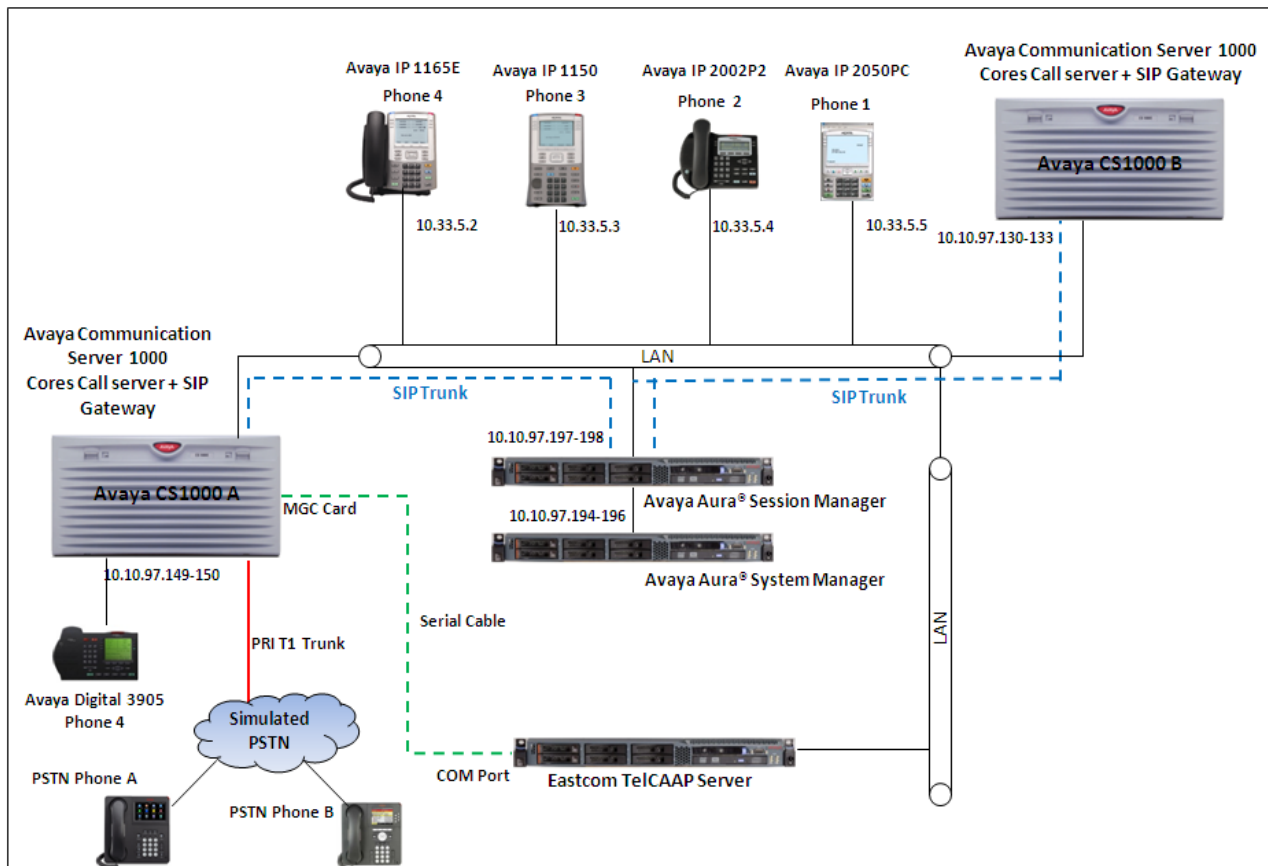 Avaya IP 1165E
Phone 4
Avaya IP 1150
Phone 3
Avaya IP 2002P2
Phone 2
Avaya IP 2050PC
Phone 1
Avaya Communication Server 1000
Cores Call server + SIP Gateway
Avaya CS1000 B
10.33.5.2
10.33.5.3
10.33.5.4
10.33.5.5
10.10.97.130-133
Avaya Communication
Server 1000
Cores Call server + SIP
Gateway
LAN
SIP Trunk
SIP Trunk
10.10.97.197-198
Avaya CS1000 A
MGC Card
Avaya Aura® Session Manager
10.10.97.194-196
Avaya Aura® System Manager
10.10.97.149-150
Serial Cable
LAN
PRI T1 Trunk
Avaya Digital 3905
Phone 4
Simulated
PSTN
COM Port
Eastcom TelCAAP Server
PSTN Phone A
PSTN Phone B